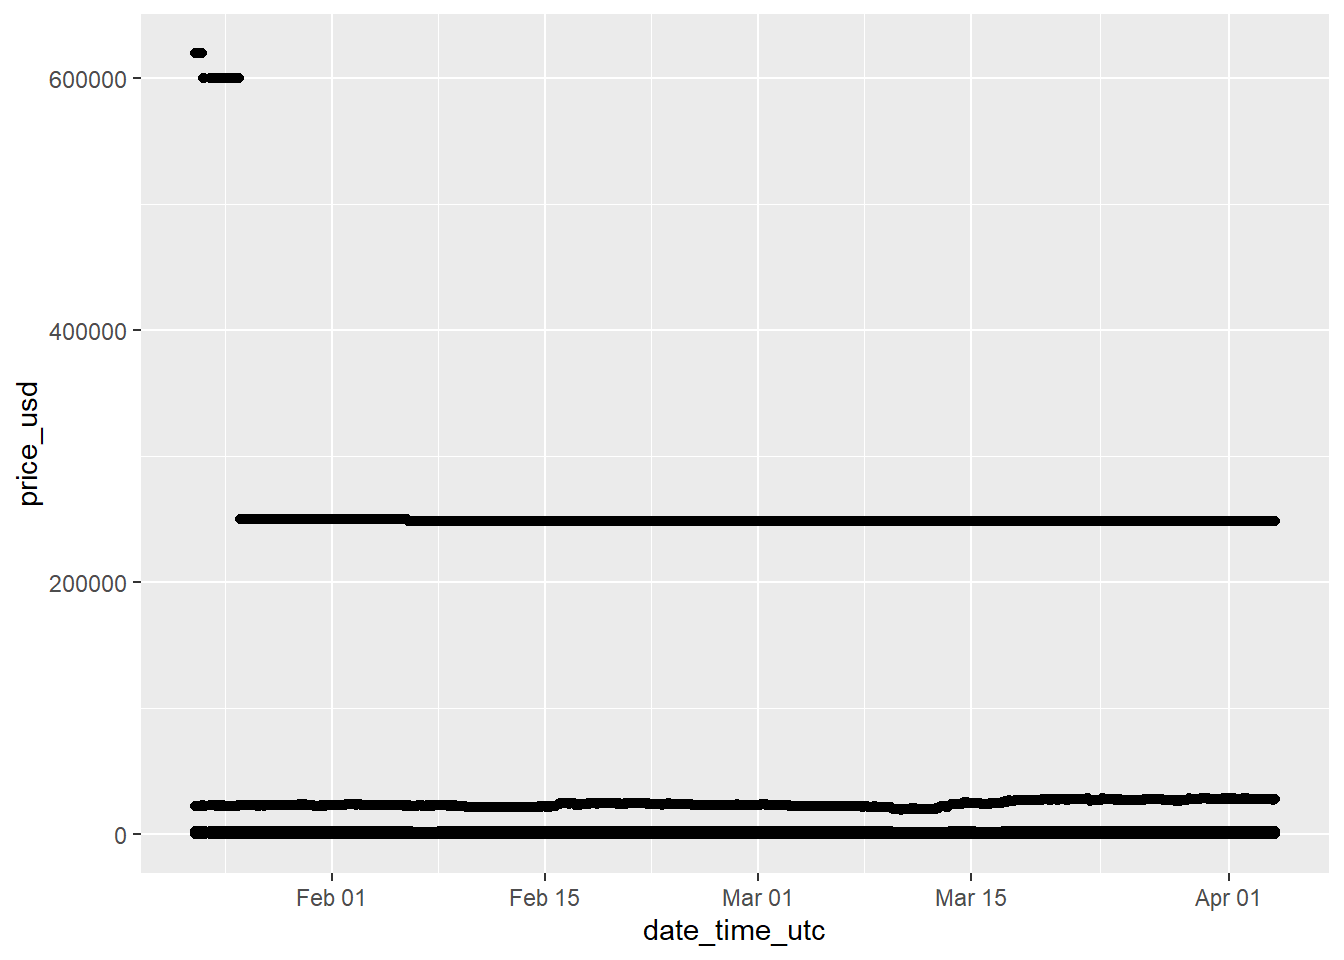 600000
400000
200000
0
price_usd
Feb 01
Feb 15
Mar 01
Mar 15
Apr 01
date_time_utc